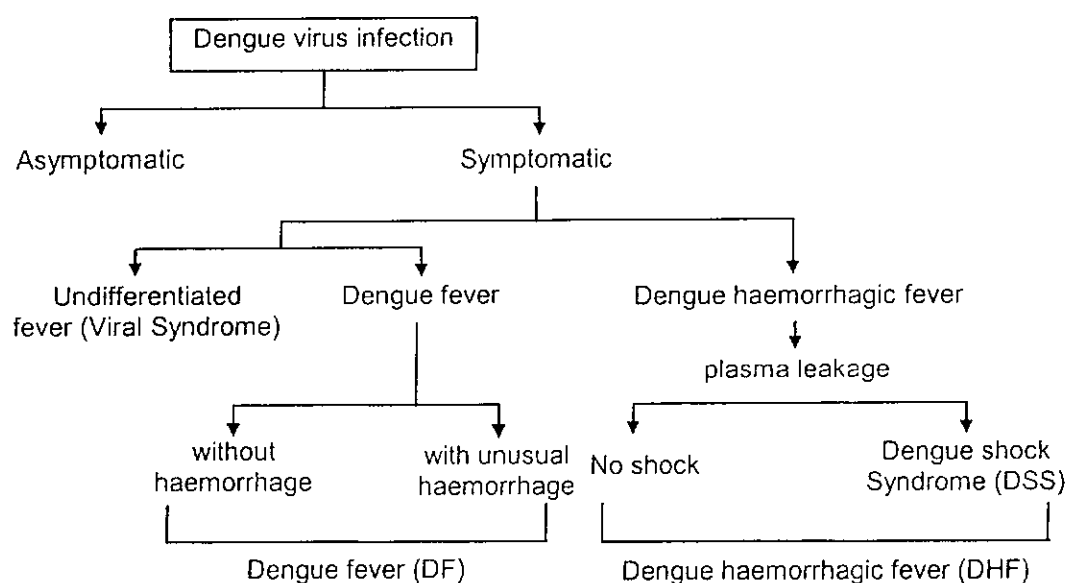 Dengue virus infection
Asymptomatic
Symptomatic
Undifferentiated
fever (Viral Syndrome)
Dengue fever
Dengue haemorrhagic fever
plasma leakage
without
haemorrhage
with unusual
haemorrhage
No shock
Dengue shock
Syndrome (DSS)
Dengue fever (DF)
Dengue haemorrhagic fever (DHF)